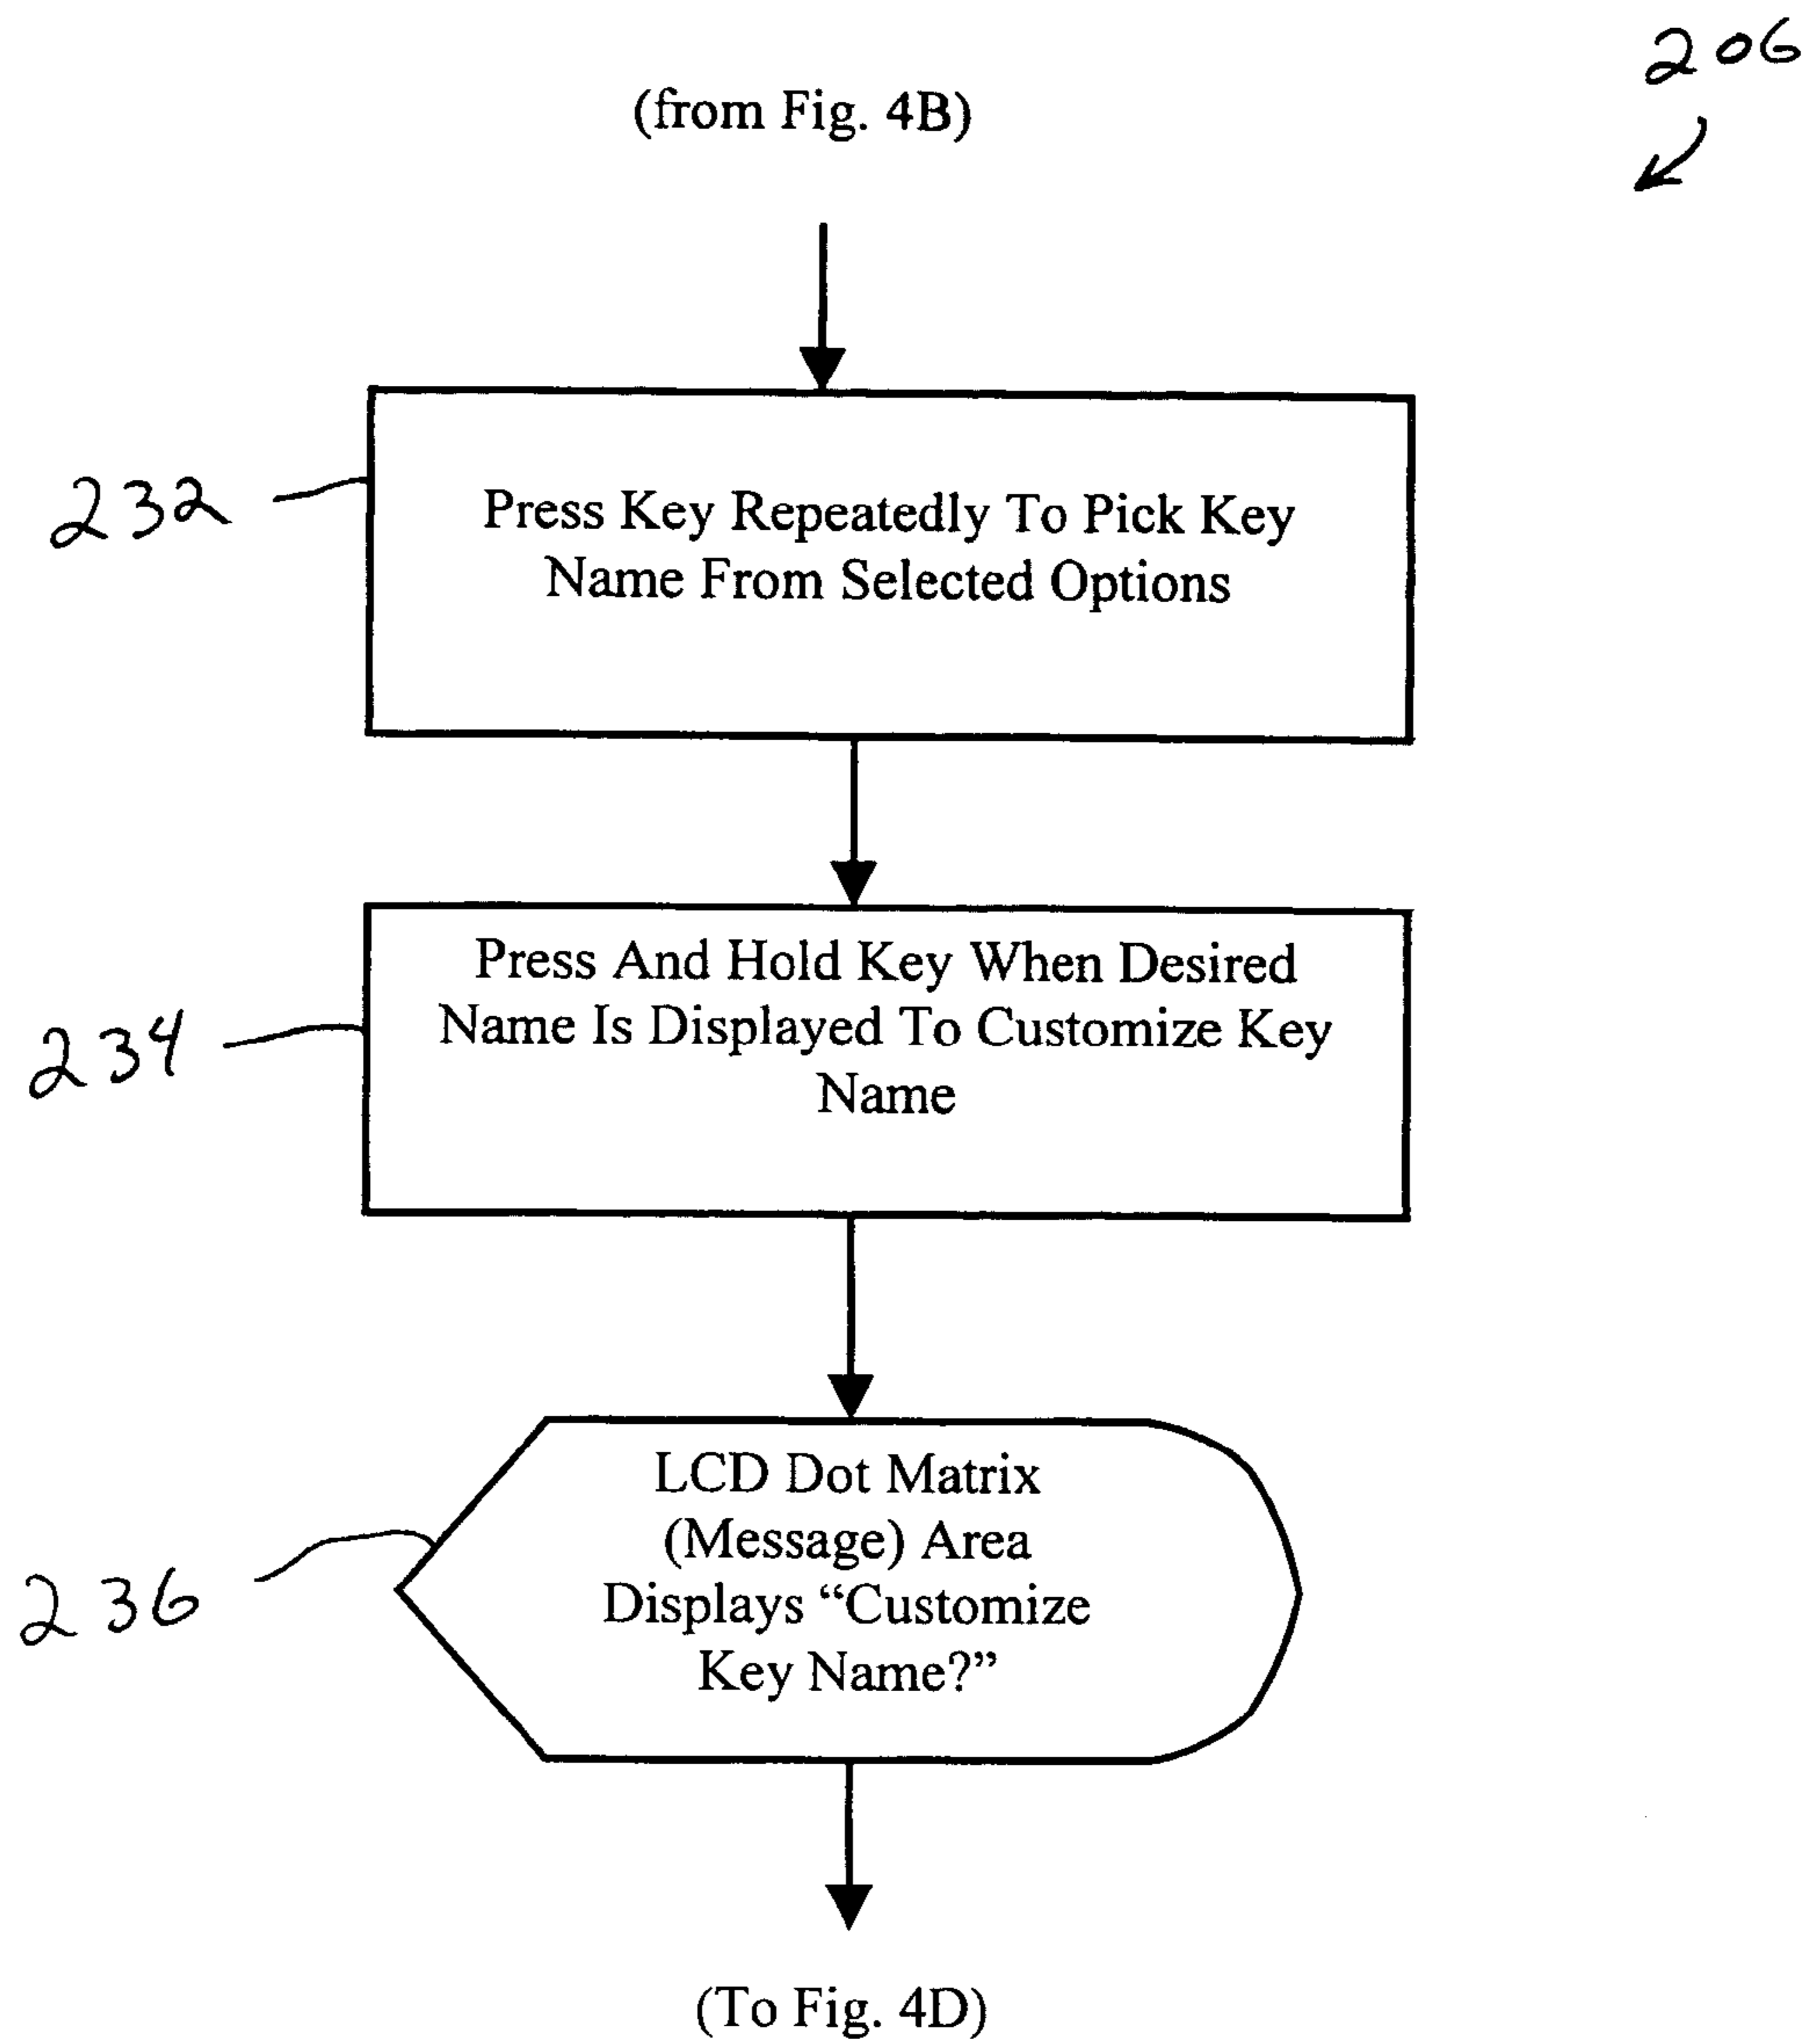 206
(from Fig. 4B)
232
Press Key Repeatedly To Pick Key
Name From Selected Options
Press And Hold Key When Desired
Name Is Displayed To Customize Key
Name
234
LCD Dot Matrix
(Message) Area
Displays “Customize
Key Name?”
236
(To Fig. 4D)